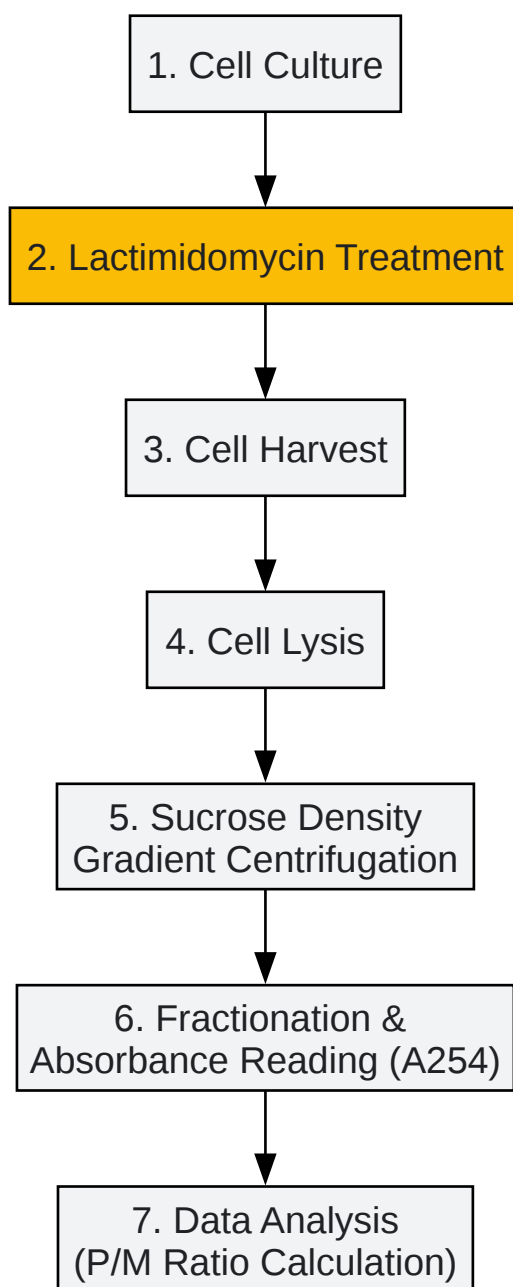 1. Cell Culture
2. Lactimidomycin Treatment
3. Cell Harvest
4. Cell Lysis
5. Sucrose Density
Gradient Centrifugation
6. Fractionation &
Absorbance Reading (A254)
7. Data Analysis
(P/M Ratio Calculation)